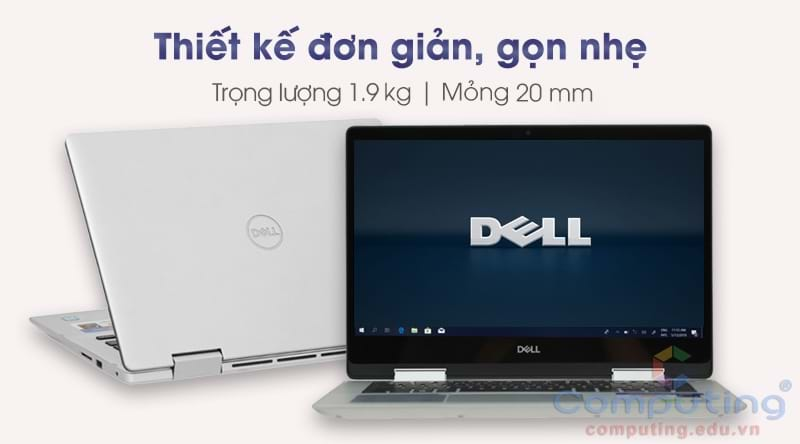 Thiết kế đơn giản, gọn nhẹ
Trọng lượng 1.9 kg | Mỏng 20 mm
DELL
DELL
DELL
Computing®
computing.edu.vn